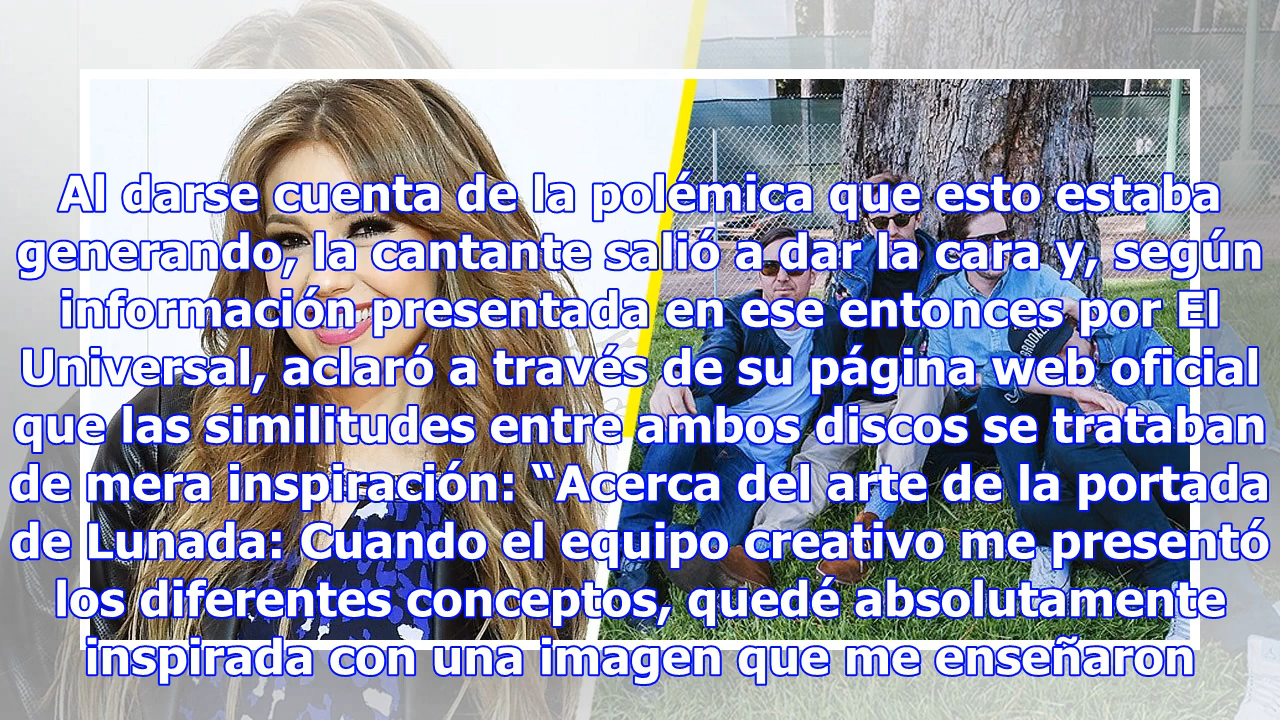 Al darse cuenta de la polémica que esto estaba
generando, la cantante salió a dar la cara y, según
información presentada en ese entonces por El
Universal, aclaró a través de su página web oficial
que las similitudes entre ambos discos se trataban
de mera inspiración: “Acerca del arte de la portada
de Lunada: Cuando el equipo creativo me presentó
los diferentes conceptos, quedé absolutamente
inspirada con una imagen que me enseñaron